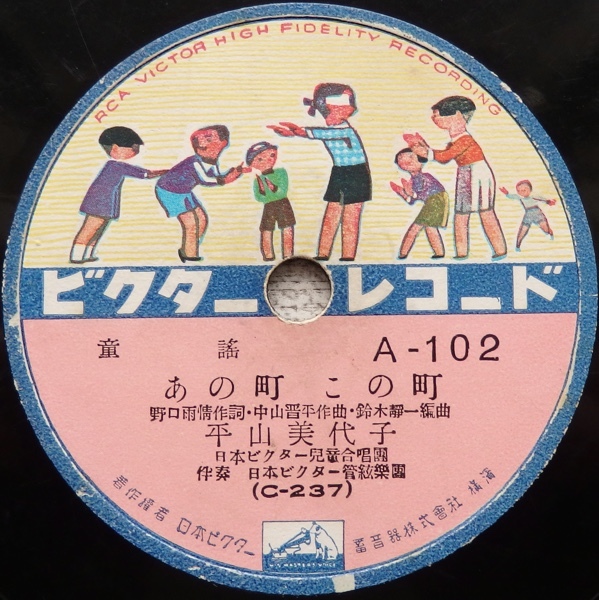 RCA VICTOR HIGH FIDELITY RECORDING
ビクターレコード
童謠 A-102
あの町 この町
野口雨情作詞・中山晋平作曲・鈴木靜一編曲
平山美代子
日本ビクター兒童合唱團
伴奏 日本ビクター管絃樂團
(C-237)
著作權者 日本ビクター蓄音器株式會社 橫濱
HIS MASTER'S VOICE